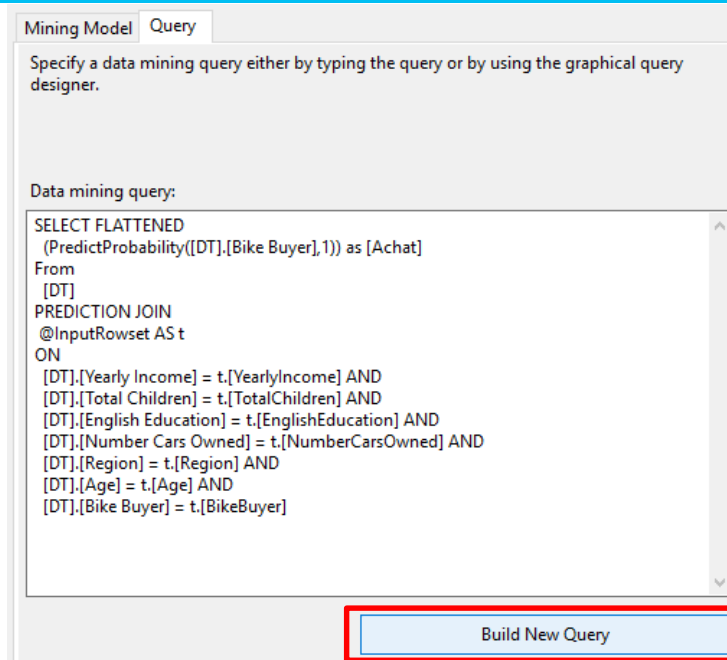 Mining Model Query
Specify a data mining query either by typing the query or by using the graphical query
designer.
Data mining query:
SELECT FLATTENED
(PredictProbability([DT].[Bike Buyer],1)) as [Achat]
From
[DT]
PREDICTION JOIN
@InputRowset AS t
ON
[DT].[Yearly Income] = t.[YearlyIncome] AND
[DT].[Total Children] = t.[TotalChildren] AND
[DT].[English Education] = t.[EnglishEducation] AND
[DT].[Number Cars Owned] = t.[NumberCarsOwned] AND
[DT].[Region] = t.[Region] AND
[DT].[Age] = t.[Age] AND
[DT].[Bike Buyer] = t.[BikeBuyer]
Build New Query